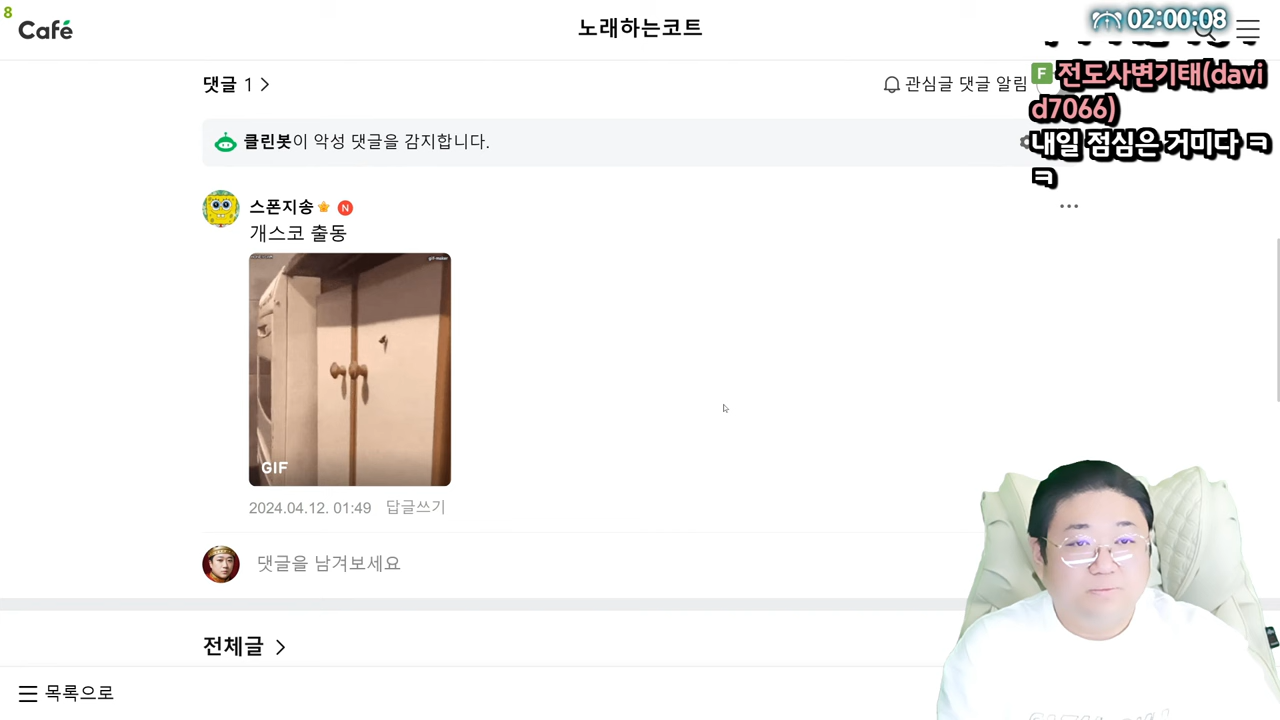 8
Café
노래하는코트
02:00:08
댓글 1
관심글 댓글 알림
F 전도사변기태(davi
d7066)
내일 점심은 거미다 ㅋ
ㅋ
클린봇이 악성 댓글을 감지합니다.
스폰지송 N
개스코 출동
gif-maker
GIF
2024.04.12. 01:49 답글쓰기
댓글을 남겨보세요
전체글
목록으로